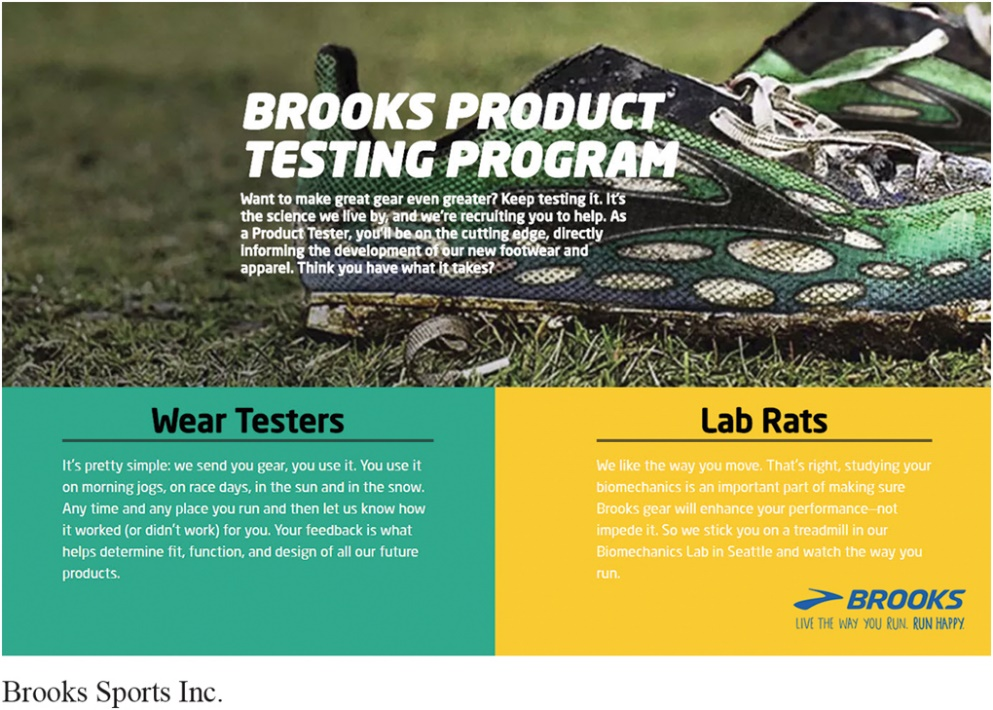 BROOKS PRODUCT
TESTING PROGRAM
Want to make great gear even greater? Keep testing it. It's
the science we live by, and we're recruiting you to help. As
a Product Tester, you'll be on the cutting edge, directly
informing the development of our new footwear and
apparel. Think you have what it takes?
Wear Testers
It's pretty simple: we send you gear, you use it. You use it
on morning jogs, on race days, in the sun and in the snow.
Any time and any place you run and then let us know how
it worked (or didn't work) for you. Your feedback is what
helps determine fit, function, and design of all our future
products.
Lab Rats
We like the way you move. That's right, studying your
biomechanics is an important part of making sure
Brooks gear will enhance your performance—not
impede it. So we stick you on a treadmill in our
Biomechanics Lab in Seattle and watch the way you
run.
BROOKS
LIVE THE WAY YOU RUN. RUN HAPPY.
Brooks Sports Inc.